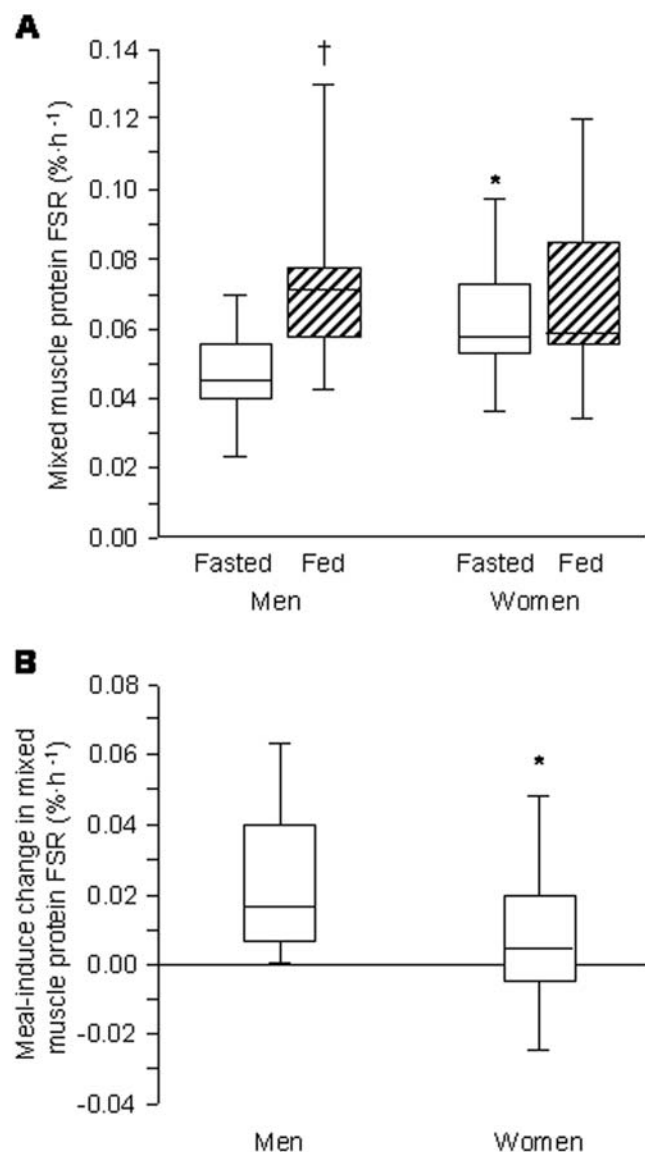 A
Mixed muscle protein FSR (%·h⁻¹)
0.14
0.12
0.10
0.08
0.06
0.04
0.02
0.00
†
*
Fasted Fed Fasted Fed
Men Women
B
Meal-induce change in mixed
muscle protein FSR (%·h⁻¹)
0.08
0.06
0.04
0.02
0.00
-0.02
-0.04
*
Men Women